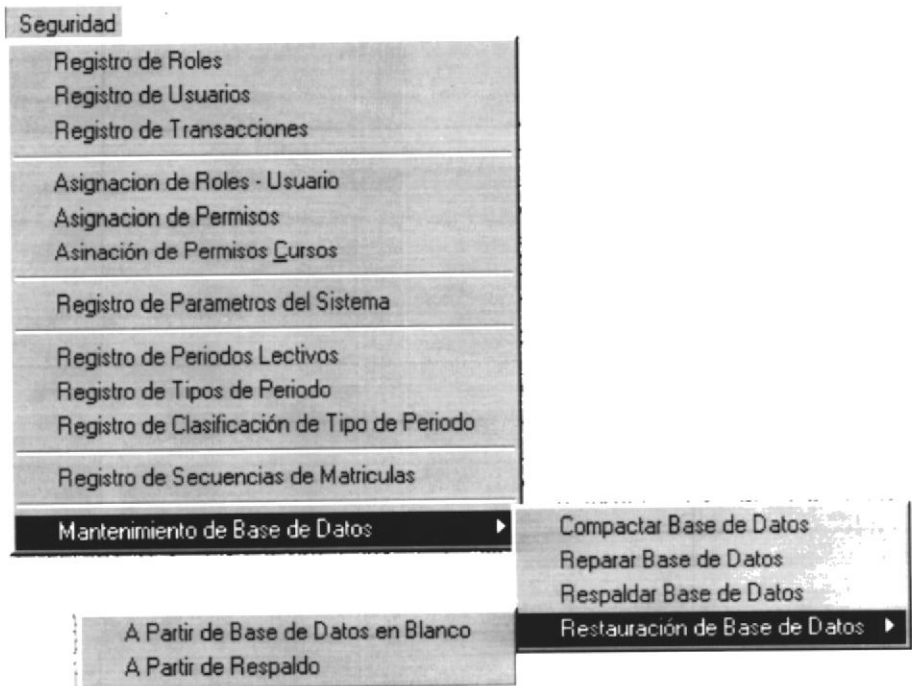 Seguridad
Registro de Roles
Registro de Usuarios
Registro de Transacciones
Asignacion de Roles - Usuario
Asignacion de Permisos
Asinación de Permisos Cursos
Registro de Parametros del Sistema
Registro de Periodos Lectivos
Registro de Tipos de Periodo
Registro de Clasificación de Tipo de Periodo
Registro de Secuencias de Matriculas
Mantenimiento de Base de Datos
Compactar Base de Datos
Reparar Base de Datos
Respaldar Base de Datos
Restauración de Base de Datos
A Partir de Base de Datos en Blanco
A Partir de Respaldo